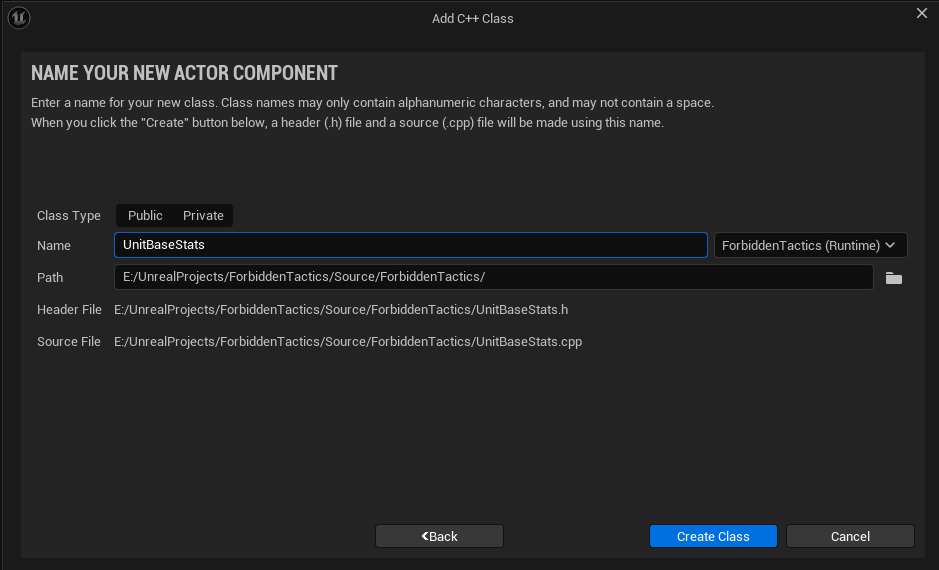 Add C++ Class
NAME YOUR NEW ACTOR COMPONENT
Enter a name for your new class. Class names may only contain alphanumeric characters, and may not contain a space.
When you click the "Create" button below, a header (.h) file and a source (.cpp) file will be made using this name.
Class Type Public Private
Name UnitBaseStats ForbiddenTactics (Runtime)
Path E:/UnrealProjects/ForbiddenTactics/Source/ForbiddenTactics/
Header File E:/UnrealProjects/ForbiddenTactics/Source/ForbiddenTactics/UnitBaseStats.h
Source File E:/UnrealProjects/ForbiddenTactics/Source/ForbiddenTactics/UnitBaseStats.cpp
Back Create Class Cancel